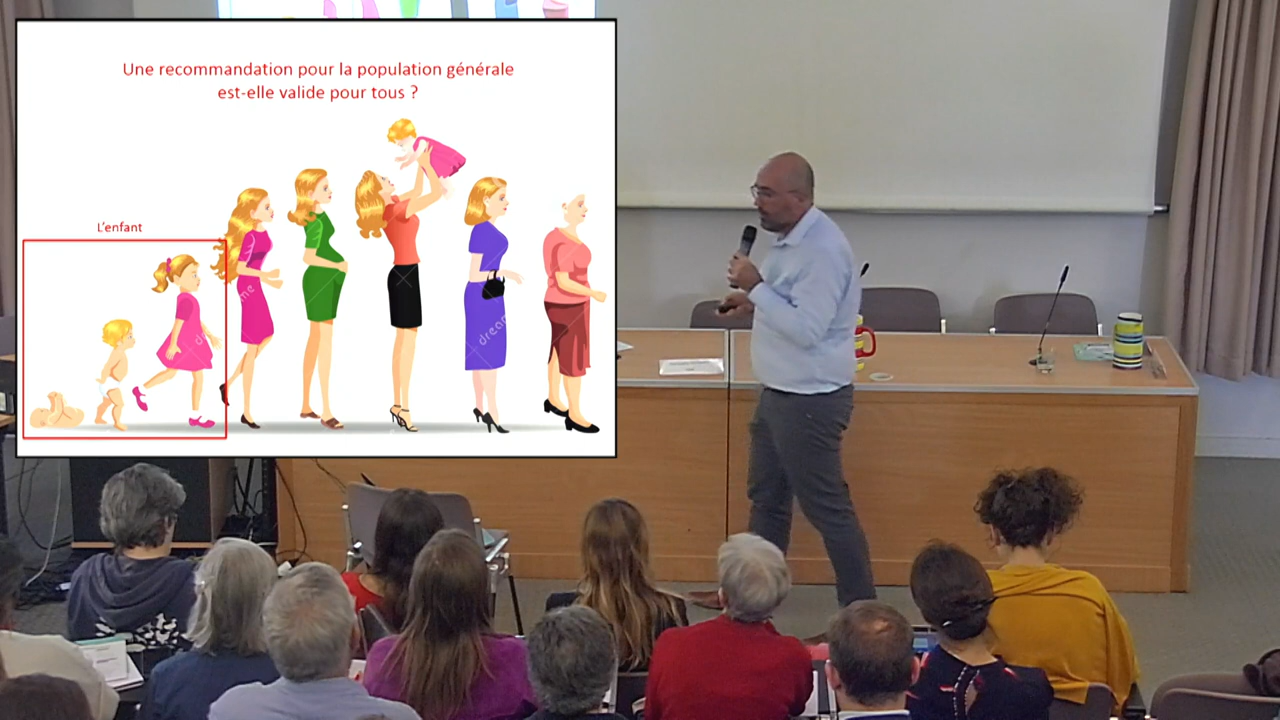 Une recommandation pour la population générale
est-elle valide pour tous ?
L'enfant